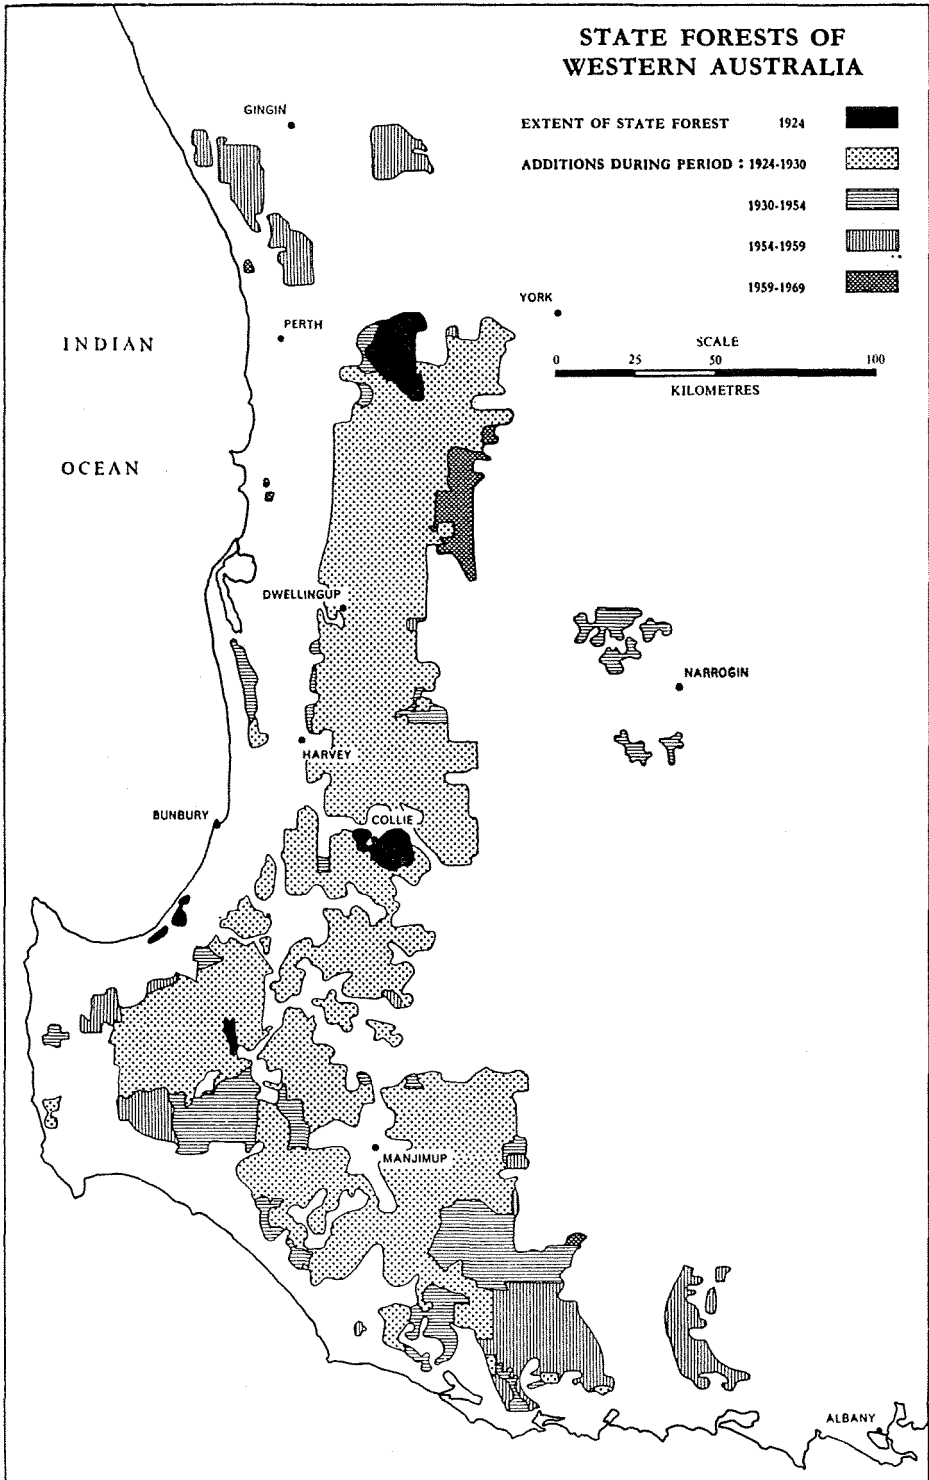 STATE FORESTS OF
WESTERN AUSTRALIA
EXTENT OF STATE FOREST 1924
ADDITIONS DURING PERIOD : 1924-1930
1930-1954
1954-1959
1959-1969
SCALE
0 25 50 100
KILOMETRES
GINGIN
YORK
PERTH
INDIAN
OCEAN
DWELLINGUP
NARROGIN
HARVEY
BUNBURY
COLLIE
MANJIMUP
ALBANY